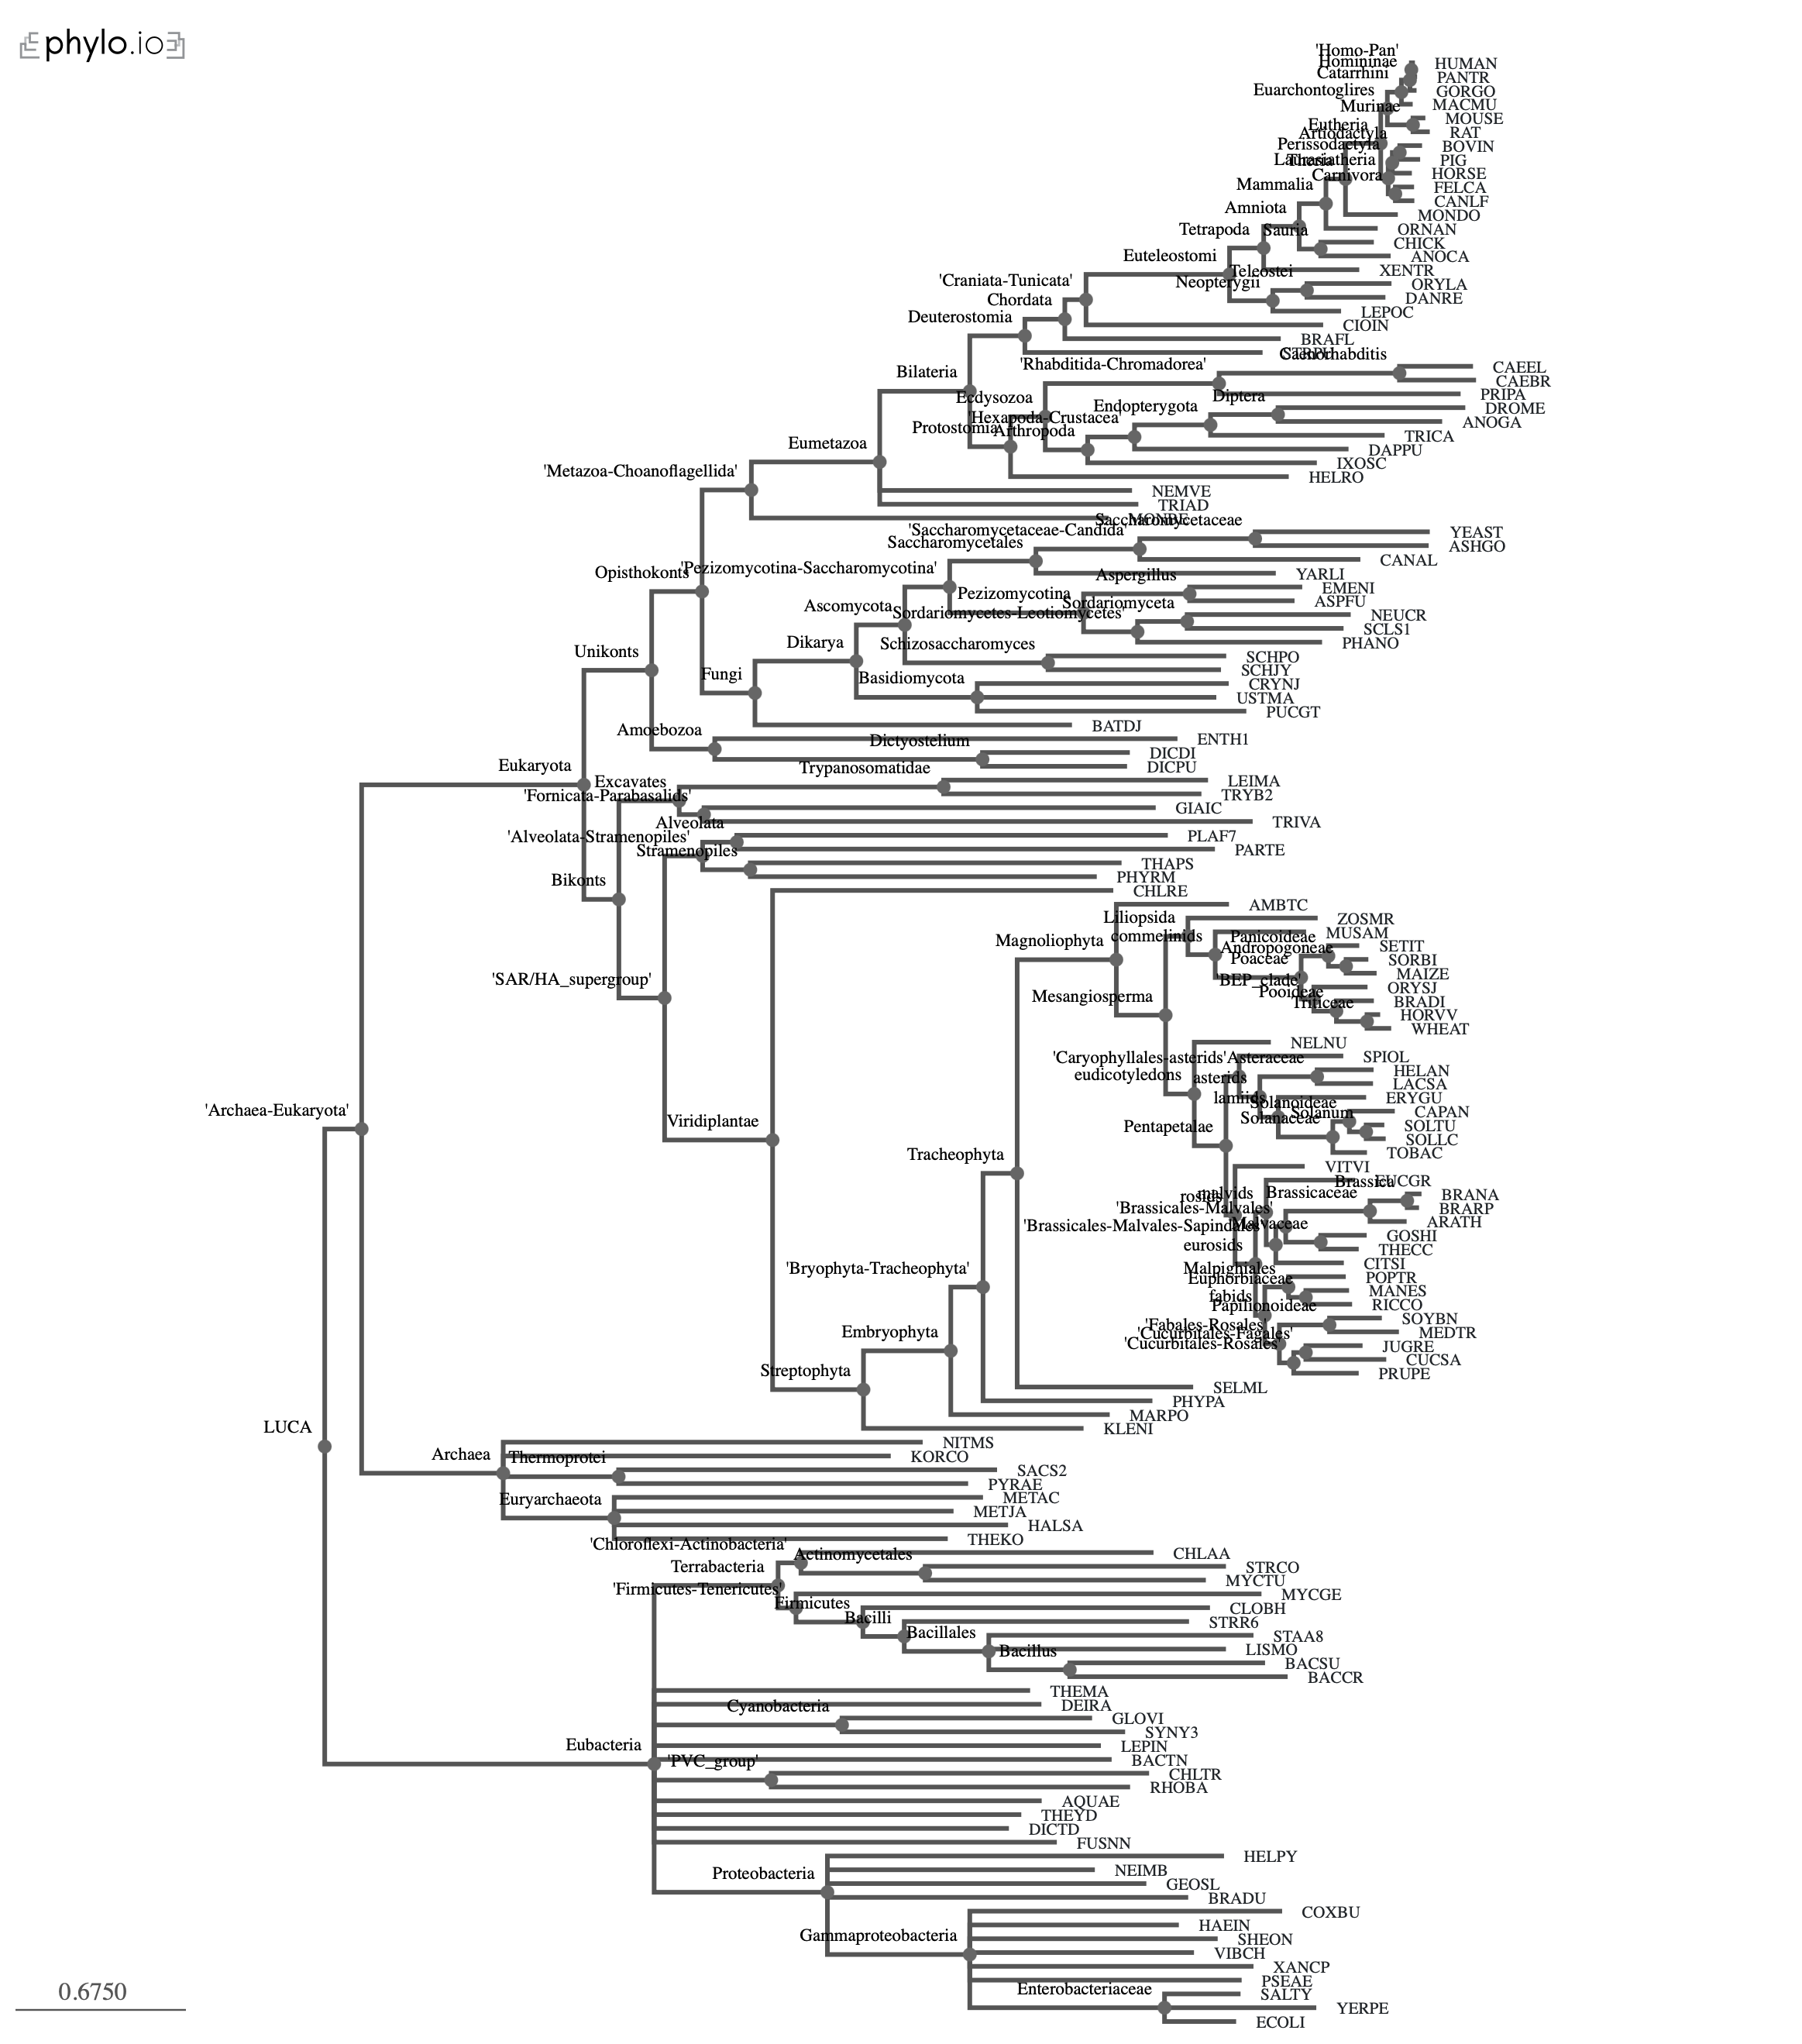 phylo.io
'Homo-Pan'
Homininae HUMAN
Catarrhini PANTR
Euarchontoglires GORGO
Murinae MACMU
MOUSE
Eutheria RAT
Artiodactyla
Perissodactyla BOVIN
Laurasiatheria PIG
Theria
Carnivora HORSE
Mammalia FELCA
CANLF
Amniota MONDO
Tetrapoda Sauria ORNAN
CHICK
Euteleostomi ANOCA
Teleostei XENTR
'Craniata-Tunicata' Neopterygii ORYLA
Chordata DANRE
Deuterostomia LEPOC
CIOIN
BRAFL
STRPU Caenorhabditis
'Rhabditida-Chromadorea' CAEEL
Bilateria CAEBR
Ecdysozoa Diptera PRIPA
Endopterygota DROME
'Hexapoda-Crustacea' ANOGA
Protostomia Arthropoda TRICA
Eumetazoa DAPPU
IXOSC
'Metazoa-Choanoflagellida' HELRO
NEMVE
TRIAD
MONBE Saccharomycetaceae
'Saccharomycetaceae-Candida' YEAST
Saccharomycetales ASHGO
CANAL
Opisthokonts 'Pezizomycotina-Saccharomycotina' Aspergillus YARLI
Pezizomycotina EMENI
Ascomycota Sordariomyceta ASPFU
'Sordariomycetes-Leotiomycetes' NEUCR
SCLS1
Dikarya Schizosaccharomyces PHANO
Unikonts SCHPO
Fungi Basidiomycota SCHJY
CRYNJ
USTMA
PUCGT
Amoebozoa BATDJ
Dictyostelium ENTH1
DICDI
Eukaryota Trypanosomatidae DICPU
Excavates LEIMA
'Fornicata-Parabasalids' TRYB2
GIAIC
Alveolata TRIVA
'Alveolata-Stramenopiles' PLAF7
Stramenopiles PARTE
THAPS
Bikonts PHYRM
CHLRE
AMBTC
Liliopsida ZOSMR
Magnoliophyta commelinids Panicoideae MUSAM
Andropogoneae SETIT
Poaceae SORBI
'SAR/HA_supergroup' 'BEP_clade' MAIZE
Mesangiosperma Pooideae ORYSJ
Triticeae BRADI
HORVV
WHEAT
NELNU
'Caryophyllales-asterids' Asteraceae SPIOL
eudicotyledons asterids HELAN
LACSA
lamiids Solanoideae ERYGU
'Archaea-Eukaryota' Solanaceae Solanum CAPAN
Viridiplantae Pentapetalae SOLTU
SOLLC
Tracheophyta TOBAC
VITVI
Brassica EUCGR
rosids malvids Brassicaceae BRANA
'Brassicales-Malvales' BRARP
'Brassicales-Malvales-Sapindales' Malvaceae ARATH
GOSHI
eurosids THECC
'Bryophyta-Tracheophyta' Malpighiales CITSI
Euphorbiaceae POPTR
fabids MANES
Papilionoideae RICCO
'Fabales-Rosales' SOYBN
Embryophyta 'Cucurbitales-Fagales' MEDTR
'Cucurbitales-Rosales' JUGRE
CUCSA
Streptophyta PRUPE
SELML
PHYPA
MARPO
LUCA KLENI
NITMS
Archaea Thermoprotei KORCO
SACS2
PYRAE
Euryarchaeota METAC
METJA
HALSA
'Chloroflexi-Actinobacteria' THEKO
Actinomycetales CHLAA
Terrabacteria STRCO
'Firmicutes-Tenericutes' MYCTU
Firmicutes MYCGE
CLOBH
Bacilli STRR6
Bacillales STAA8
Bacillus LISMO
BACSU
BACCR
THEMA
Cyanobacteria DEIRA
GLOVI
SYNY3
Eubacteria LEPIN
'PVC_group' BACTN
CHLTR
RHOBA
AQUAE
THEYD
DICTD
FUSNN
HELPY
Proteobacteria NEIMB
GEOSL
BRADU
COXBU
HAEIN
Gammaproteobacteria SHEON
VIBCH
XANCP
PSEAE
Enterobacteriaceae SALTY
0.6750 YERPE
ECOLI